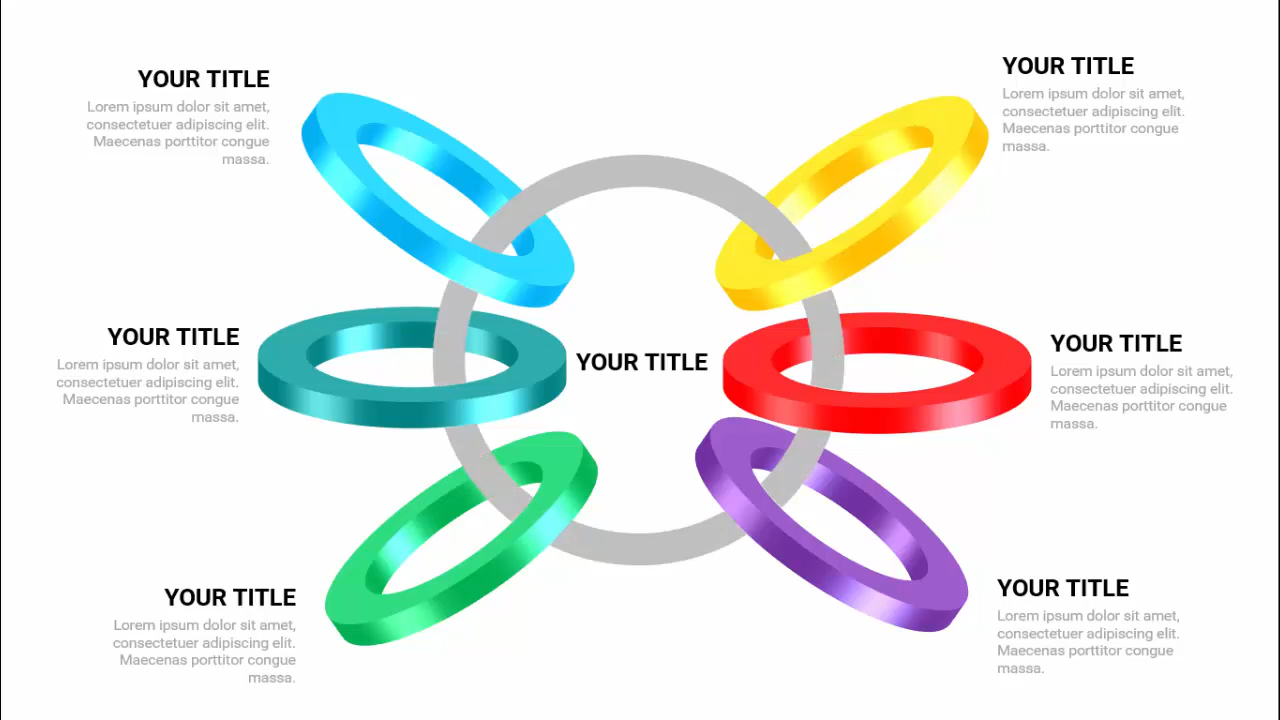 YOUR TITLE
Lorem ipsum dolor sit amet,
consectetuer adipiscing elit.
Maecenas porttitor congue
massa.
YOUR TITLE
Lorem ipsum dolor sit amet,
consectetuer adipiscing elit.
Maecenas porttitor congue
massa.
YOUR TITLE
Lorem ipsum dolor sit amet,
consectetuer adipiscing elit.
Maecenas porttitor congue
massa.
YOUR TITLE
YOUR TITLE
Lorem ipsum dolor sit amet,
consectetuer adipiscing elit.
Maecenas porttitor congue
massa.
YOUR TITLE
Lorem ipsum dolor sit amet,
consectetuer adipiscing elit.
Maecenas porttitor congue
massa.
YOUR TITLE
Lorem ipsum dolor sit amet,
consectetuer adipiscing elit.
Maecenas porttitor congue
massa.